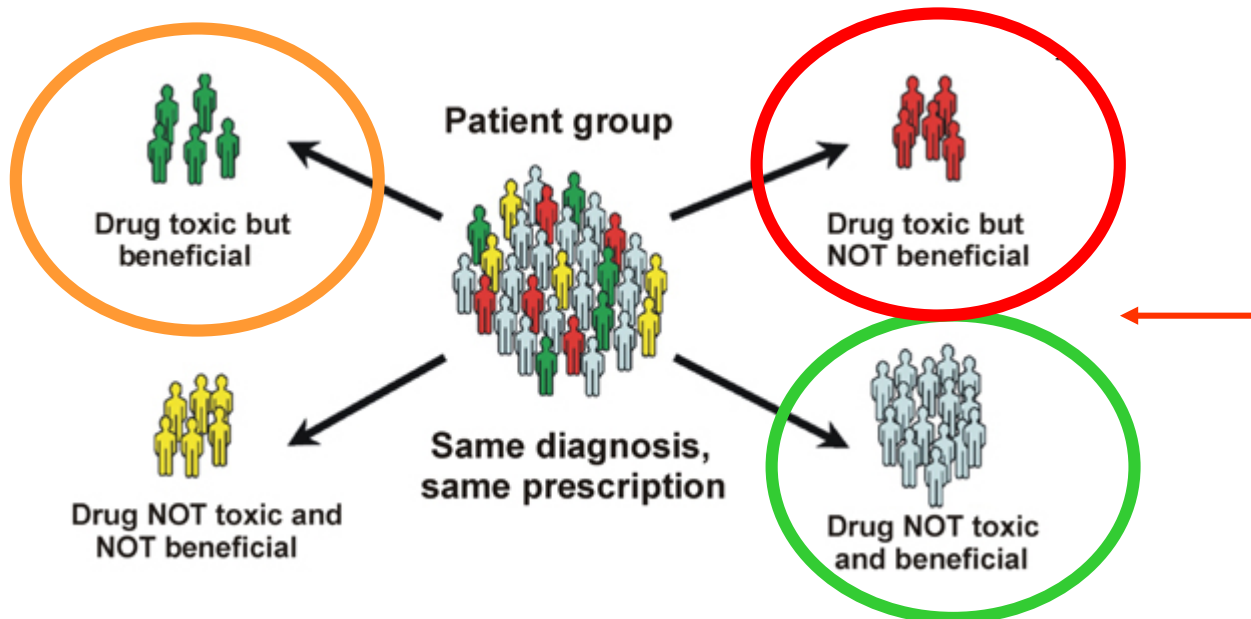 Patient group
Drug toxic but
beneficial
Drug toxic but
NOT beneficial
Same diagnosis,
same prescription
Drug NOT toxic and
NOT beneficial
Drug NOT toxic
and beneficial